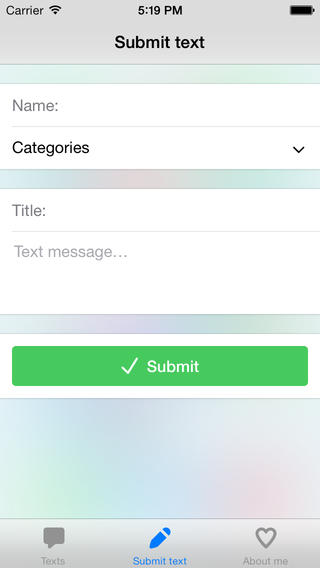 Carrier 5:19 PM
Submit text
Name:
Categories
Title:
Text message...
Submit
Texts Submit text About me